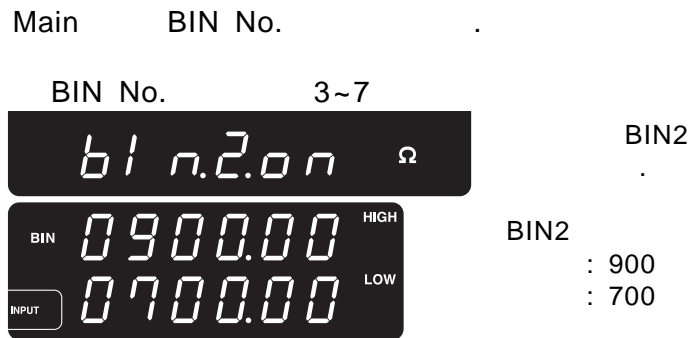 Main BIN No. .
BIN No. 3~7
bin.2.on Ω
BIN2
.
BIN 0900.00 HIGH
INPUT 0700.00 LOW
BIN2
: 900
: 700